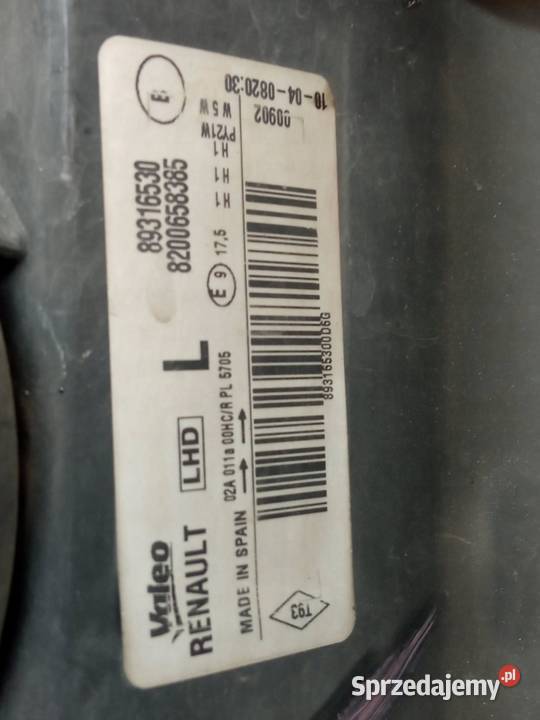 Valeo
RENAULT LHD L
89316530
8200658385
E
02A 011a 00HC/R PL 5705
E 9 17,5
H1 H1 H1
PY21W
W5W
MADE IN SPAIN
00902
10-04-0820:30
T93
893165300D6G
Sprzedajemy.pl